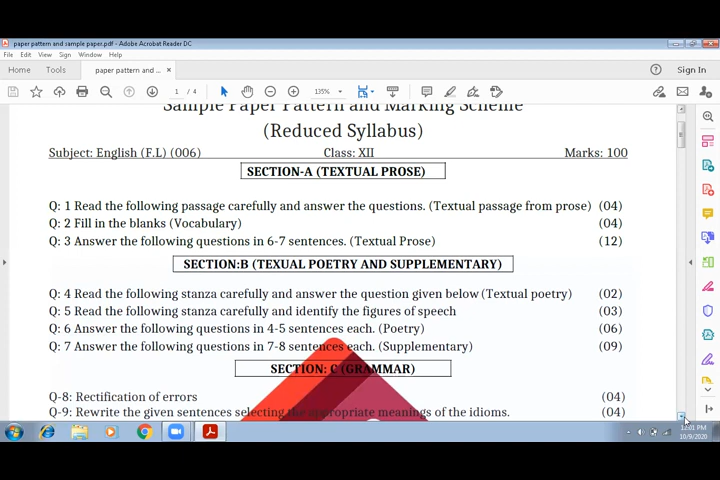 paper pattern and sample paper.pdf - Adobe Acrobat Reader DC
File Edit View Sign Window Help
Home Tools paper pattern and ... × Sign In
1 / 4 135%
Sample Paper Pattern and Marking Scheme
(Reduced Syllabus)
Subject: English (F.L) (006) Class: XII Marks: 100
SECTION-A (TEXTUAL PROSE)
Q: 1 Read the following passage carefully and answer the questions. (Textual passage from prose) (04)
Q: 2 Fill in the blanks (Vocabulary) (04)
Q: 3 Answer the following questions in 6-7 sentences. (Textual Prose) (12)
SECTION:B (TEXUAL POETRY AND SUPPLEMENTARY)
Q: 4 Read the following stanza carefully and answer the question given below (Textual poetry) (02)
Q: 5 Read the following stanza carefully and identify the figures of speech (03)
Q: 6 Answer the following questions in 4-5 sentences each. (Poetry) (06)
Q: 7 Answer the following questions in 7-8 sentences each. (Supplementary) (09)
SECTION: C (GRAMMAR)
Q-8: Rectification of errors (04)
Q-9: Rewrite the given sentences selecting the appropriate meanings of the idioms. (04)
12:01 PM
10/9/2020